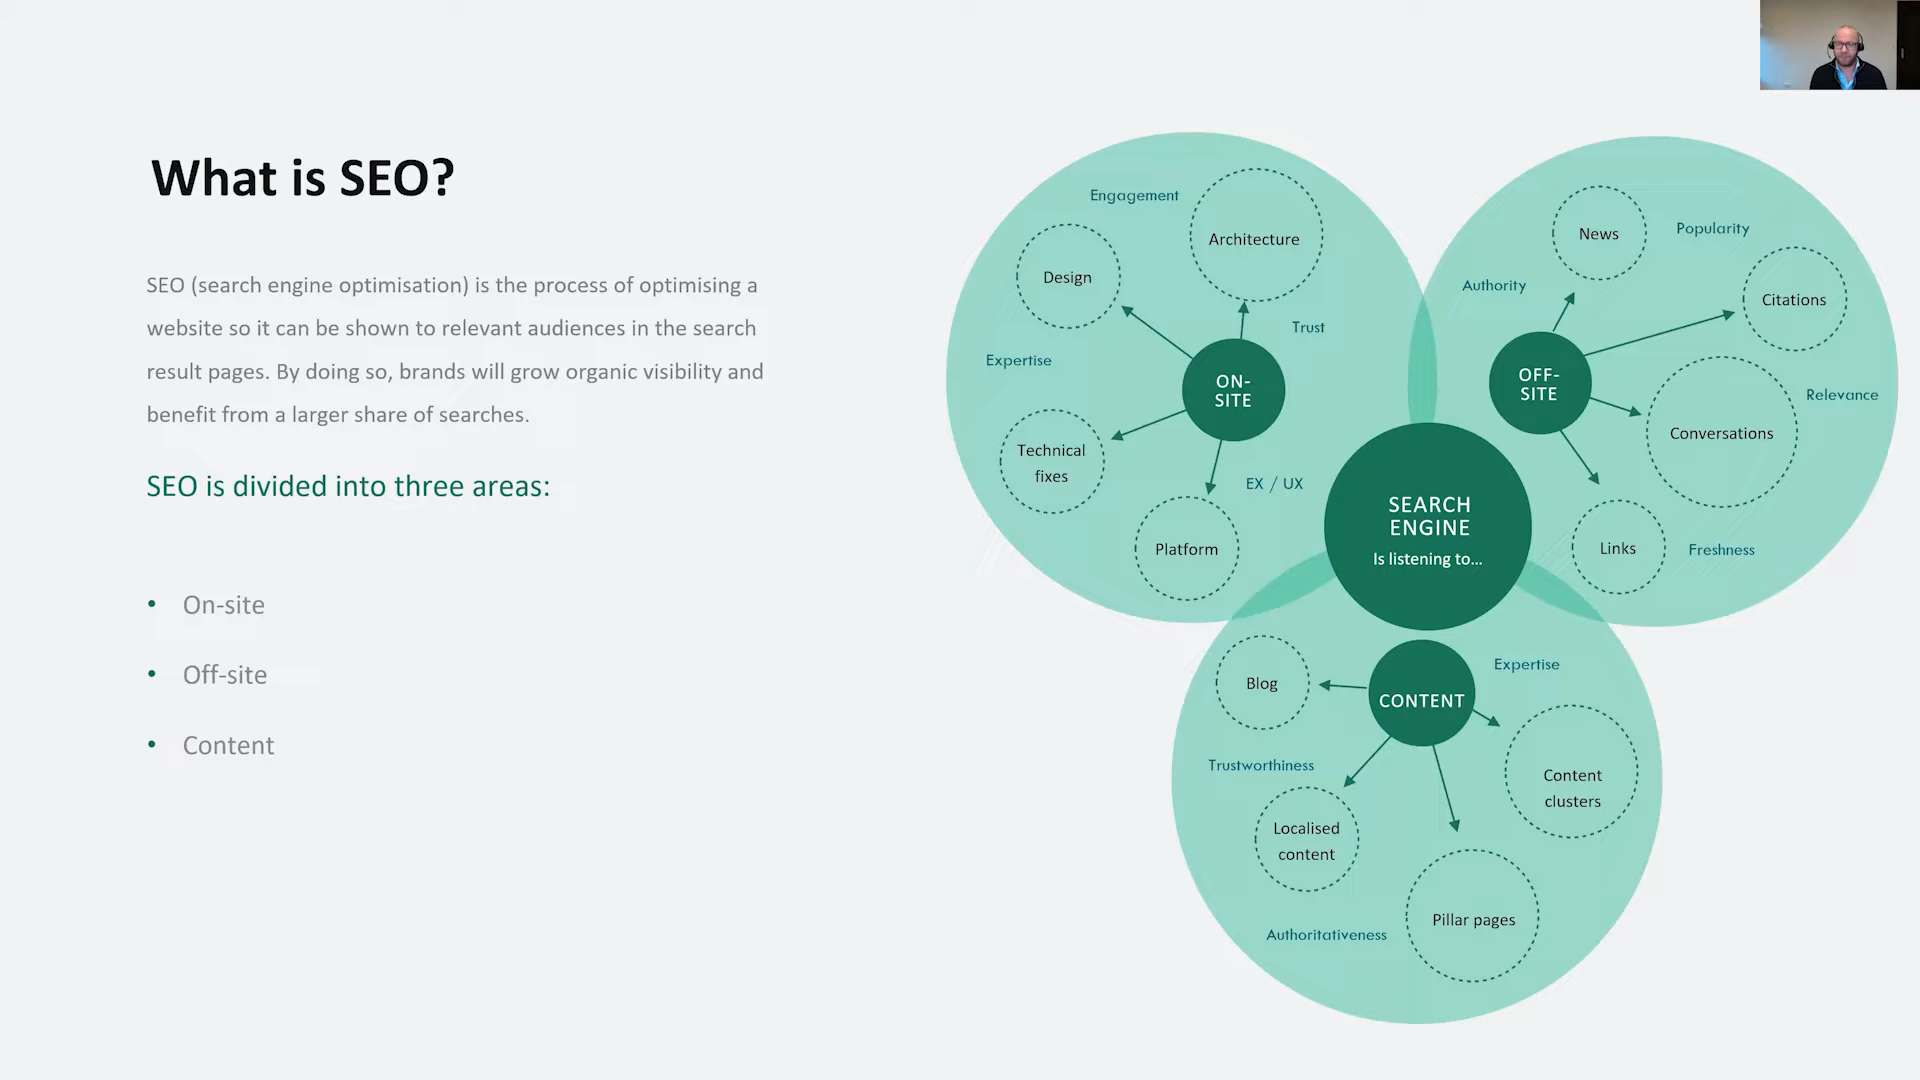 What is SEO?
SEO (search engine optimisation) is the process of optimising a
website so it can be shown to relevant audiences in the search
result pages. By doing so, brands will grow organic visibility and
benefit from a larger share of searches.
SEO is divided into three areas:
• On-site
• Off-site
• Content
Engagement
Architecture
Design
Trust
Expertise
ON-
SITE
Technical
fixes
EX / UX
Platform
News
Popularity
Authority
Citations
OFF-
SITE
Relevance
Conversations
Links
Freshness
SEARCH
ENGINE
Is listening to...
Blog
CONTENT
Expertise
Trustworthiness
Content
clusters
Localised
content
Pillar pages
Authoritativeness